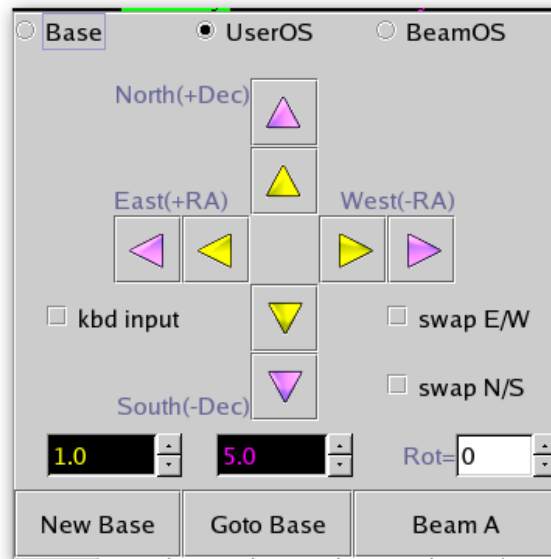 Base UserOS BeamOS
North(+Dec)
East(+RA) West(-RA)
kbd input swap E/W
swap N/S
South(-Dec)
1.0 5.0 Rot= 0
New Base Goto Base Beam A